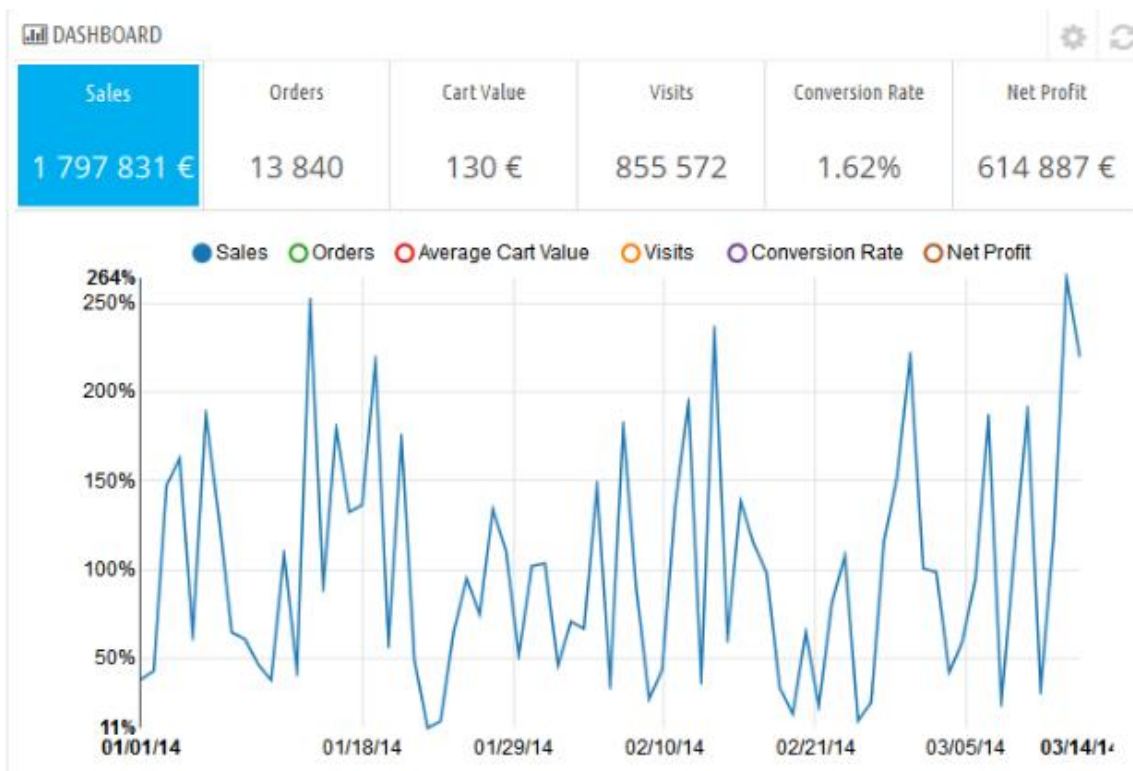 DASHBOARD
Sales Orders Cart Value Visits Conversion Rate Net Profit
1 797 831 € 13 840 130 € 855 572 1.62% 614 887 €
Sales Orders Average Cart Value Visits Conversion Rate Net Profit
264%
250%
200%
150%
100%
50%
11%
01/01/14 01/18/14 01/29/14 02/10/14 02/21/14 03/05/14 03/14/14